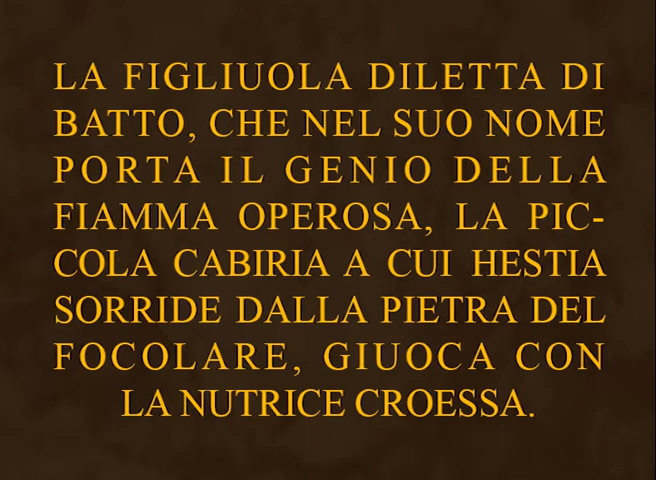 LA FIGLIUOLA DILETTA DI
BATTO, CHE NEL SUO NOME
PORTA IL GENIO DELLA
FIAMMA OPEROSA, LA PIC-
COLA CABIRIA A CUI HESTIA
SORRIDE DALLA PIETRA DEL
FOCOLARE, GIUOCA CON
LA NUTRICE CROESSA.